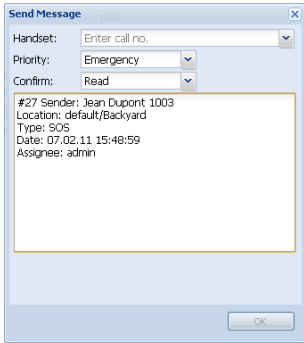 Send Message
1003
Handset: Enter call no.
Priority: Emergency
Confirm: Read
#27 Sender: Jean Dupont 1003
Location: default/Backyard
Type: SOS
Date: 07.02.11 15:48:59
Assignee: admin
OK